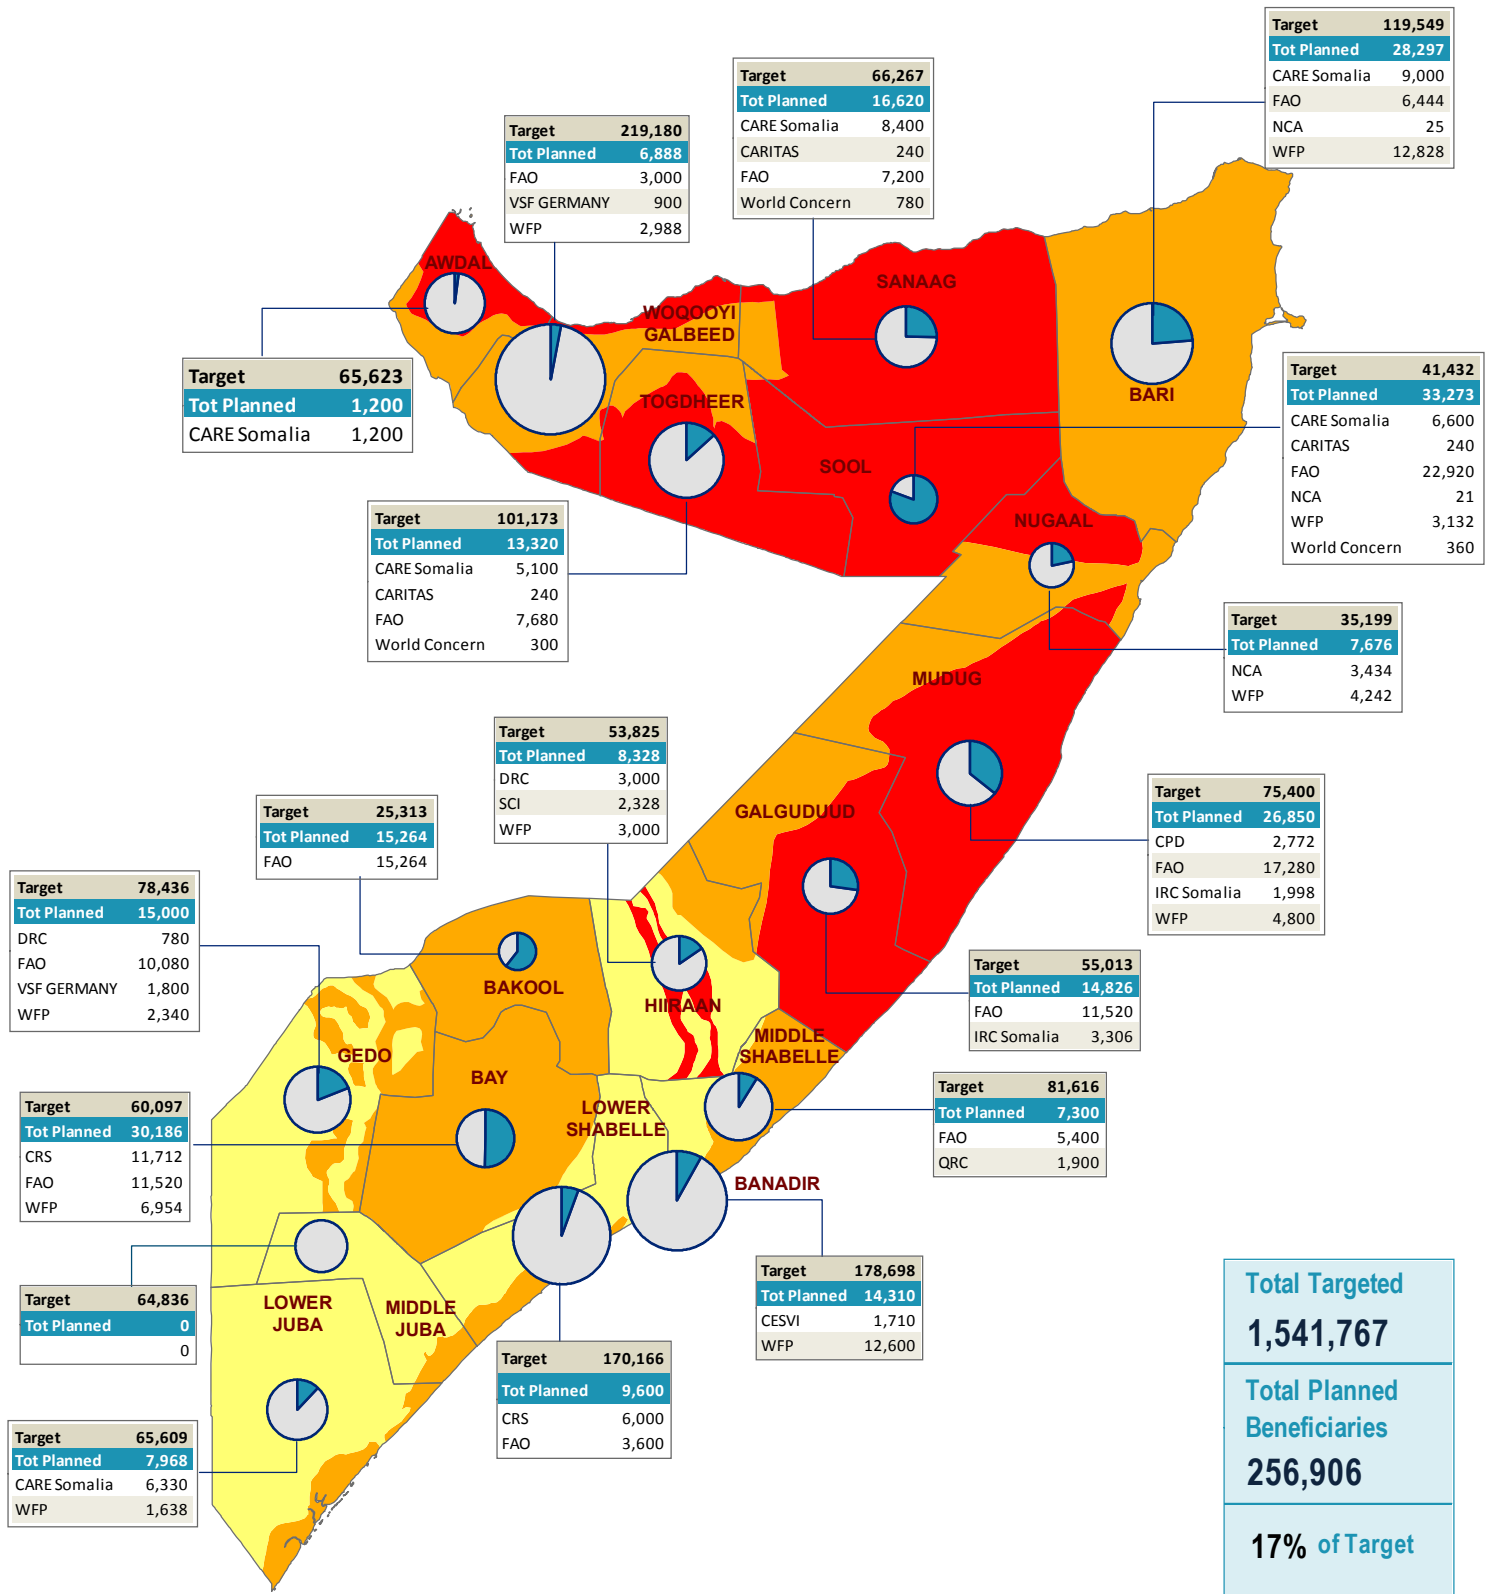 Target 119,549
Tot Planned 28,297
CARE Somalia 9,000
FAO 6,444
NCA 25
WFP 12,828
Target 66,267
Tot Planned 16,620
CARE Somalia 8,400
CARITAS 240
FAO 7,200
World Concern 780
Target 219,180
Tot Planned 6,888
FAO 3,000
VSF GERMANY 900
WFP 2,988
AWDAL
WOQOOYI
GALBEED
SANAAG
BARI
TOGDHEER
SOOL
NUGAAL
Target 65,623
Tot Planned 1,200
CARE Somalia 1,200
Target 41,432
Tot Planned 33,273
CARE Somalia 6,600
CARITAS 240
FAO 22,920
NCA 21
WFP 3,132
World Concern 360
Target 101,173
Tot Planned 13,320
CARE Somalia 5,100
CARITAS 240
FAO 7,680
World Concern 300
Target 35,199
Tot Planned 7,676
NCA 3,434
WFP 4,242
MUDUG
Target 53,825
Tot Planned 8,328
DRC 3,000
SCI 2,328
WFP 3,000
GALGUDUUD
Target 75,400
Tot Planned 26,850
CPD 2,772
FAO 17,280
IRC Somalia 1,998
WFP 4,800
Target 25,313
Tot Planned 15,264
FAO 15,264
Target 78,436
Tot Planned 15,000
DRC 780
FAO 10,080
VSF GERMANY 1,800
WFP 2,340
BAKOOL
HIIRAAN
Target 55,013
Tot Planned 14,826
FAO 11,520
IRC Somalia 3,306
GEDO
BAY
MIDDLE
SHABELLE
LOWER
SHABELLE
Target 81,616
Tot Planned 7,300
FAO 5,400
QRC 1,900
Target 60,097
Tot Planned 30,186
CRS 11,712
FAO 11,520
WFP 6,954
BANADIR
Target 178,698
Tot Planned 14,310
CESVI 1,710
WFP 12,600
Target 64,836
Tot Planned 0
0
LOWER
JUBA
MIDDLE
JUBA
Target 170,166
Tot Planned 9,600
CRS 6,000
FAO 3,600
Target 65,609
Tot Planned 7,968
CARE Somalia 6,330
WFP 1,638
Total Targeted
1,541,767
Total Planned
Beneficiaries
256,906
17% of Target